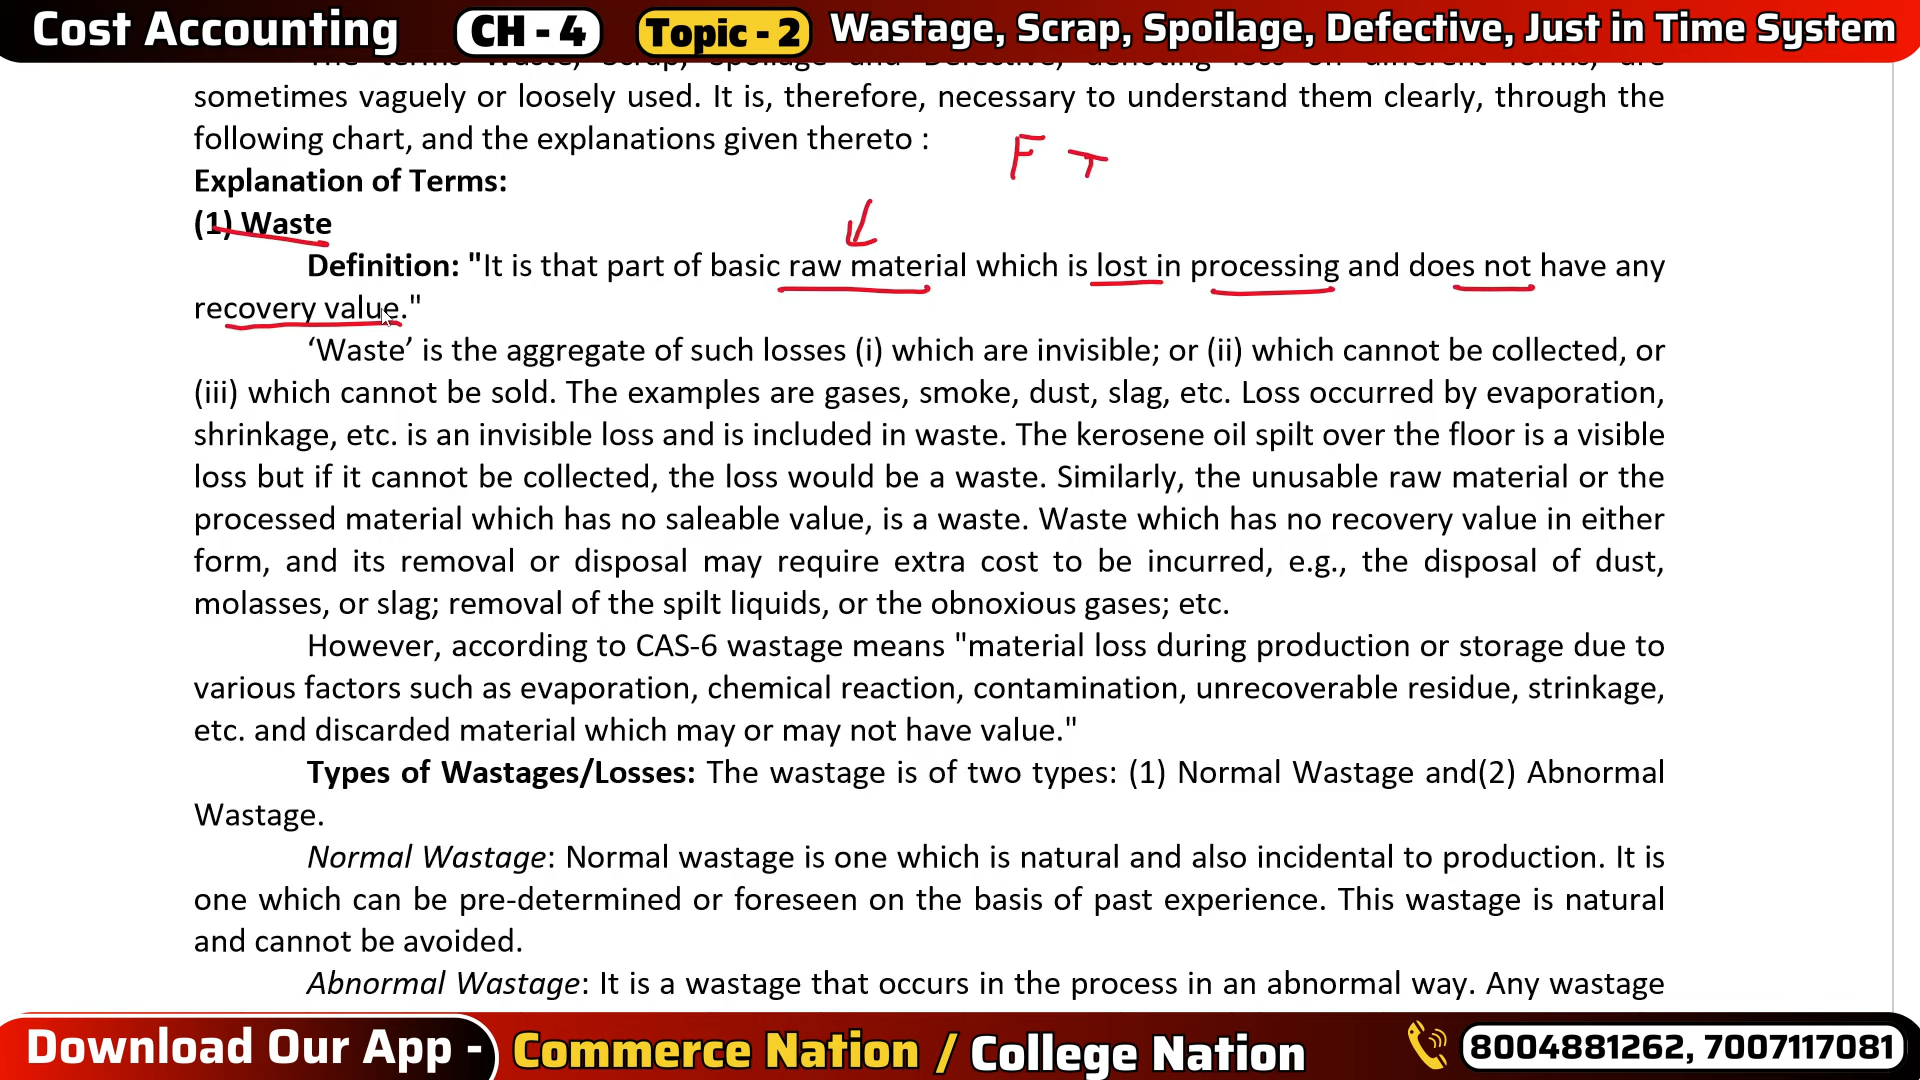 Cost Accounting CH - 4 Topic - 2 Wastage, Scrap, Spoilage, Defective, Just in Time System
The terms Waste, Scrap, Spoilage and Defective, denoting loss on different forms, are
sometimes vaguely or loosely used. It is, therefore, necessary to understand them clearly, through the
following chart, and the explanations given thereto :
F T
Explanation of Terms:
(1) Waste
Definition: "It is that part of basic raw material which is lost in processing and does not have any
recovery value."
‘Waste’ is the aggregate of such losses (i) which are invisible; or (ii) which cannot be collected, or
(iii) which cannot be sold. The examples are gases, smoke, dust, slag, etc. Loss occurred by evaporation,
shrinkage, etc. is an invisible loss and is included in waste. The kerosene oil spilt over the floor is a visible
loss but if it cannot be collected, the loss would be a waste. Similarly, the unusable raw material or the
processed material which has no saleable value, is a waste. Waste which has no recovery value in either
form, and its removal or disposal may require extra cost to be incurred, e.g., the disposal of dust,
molasses, or slag; removal of the spilt liquids, or the obnoxious gases; etc.
However, according to CAS-6 wastage means "material loss during production or storage due to
various factors such as evaporation, chemical reaction, contamination, unrecoverable residue, strinkage,
etc. and discarded material which may or may not have value."
Types of Wastages/Losses: The wastage is of two types: (1) Normal Wastage and(2) Abnormal
Wastage.
Normal Wastage: Normal wastage is one which is natural and also incidental to production. It is
one which can be pre-determined or foreseen on the basis of past experience. This wastage is natural
and cannot be avoided.
Abnormal Wastage: It is a wastage that occurs in the process in an abnormal way. Any wastage
Download Our App - Commerce Nation / College Nation 8004881262, 7007117081